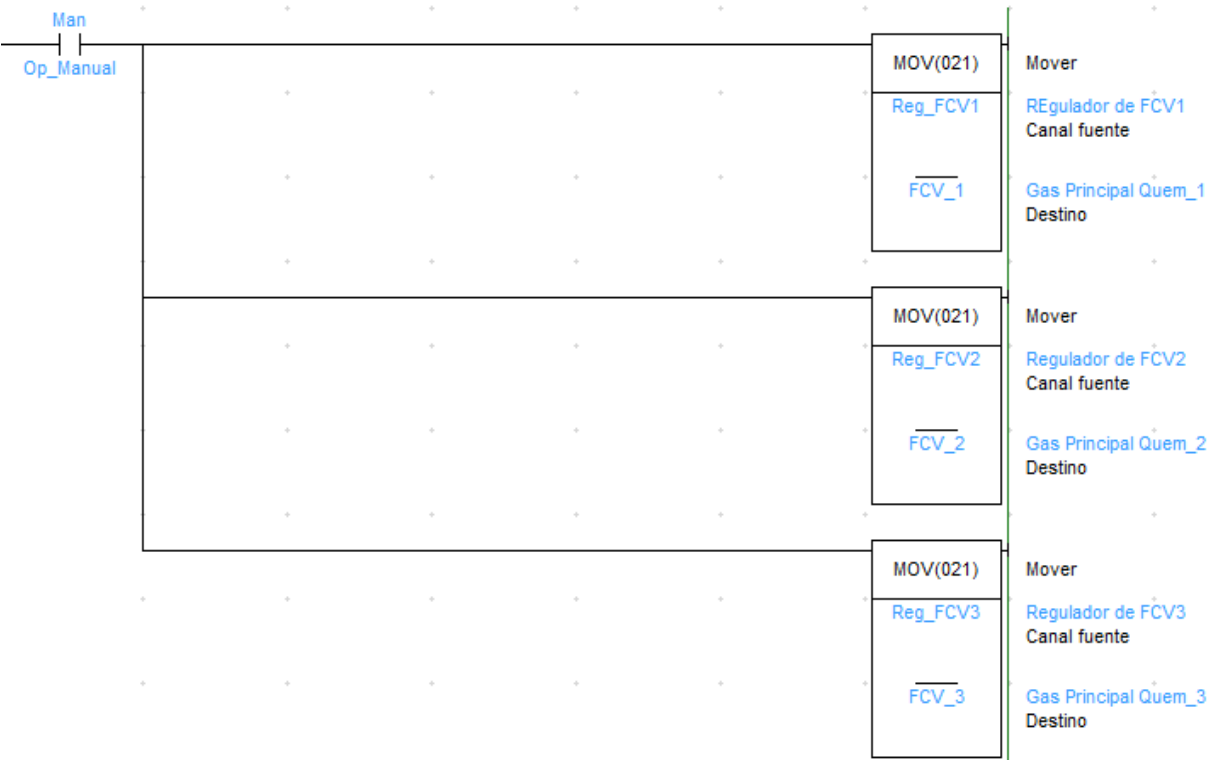 Man
Op_Manual
MOV(021) Mover
Reg_FCV1 REgulador de FCV1
Canal fuente
FCV_1 Gas Principal Quem_1
Destino
MOV(021) Mover
Reg_FCV2 Regulador de FCV2
Canal fuente
FCV_2 Gas Principal Quem_2
Destino
MOV(021) Mover
Reg_FCV3 Regulador de FCV3
Canal fuente
FCV_3 Gas Principal Quem_3
Destino